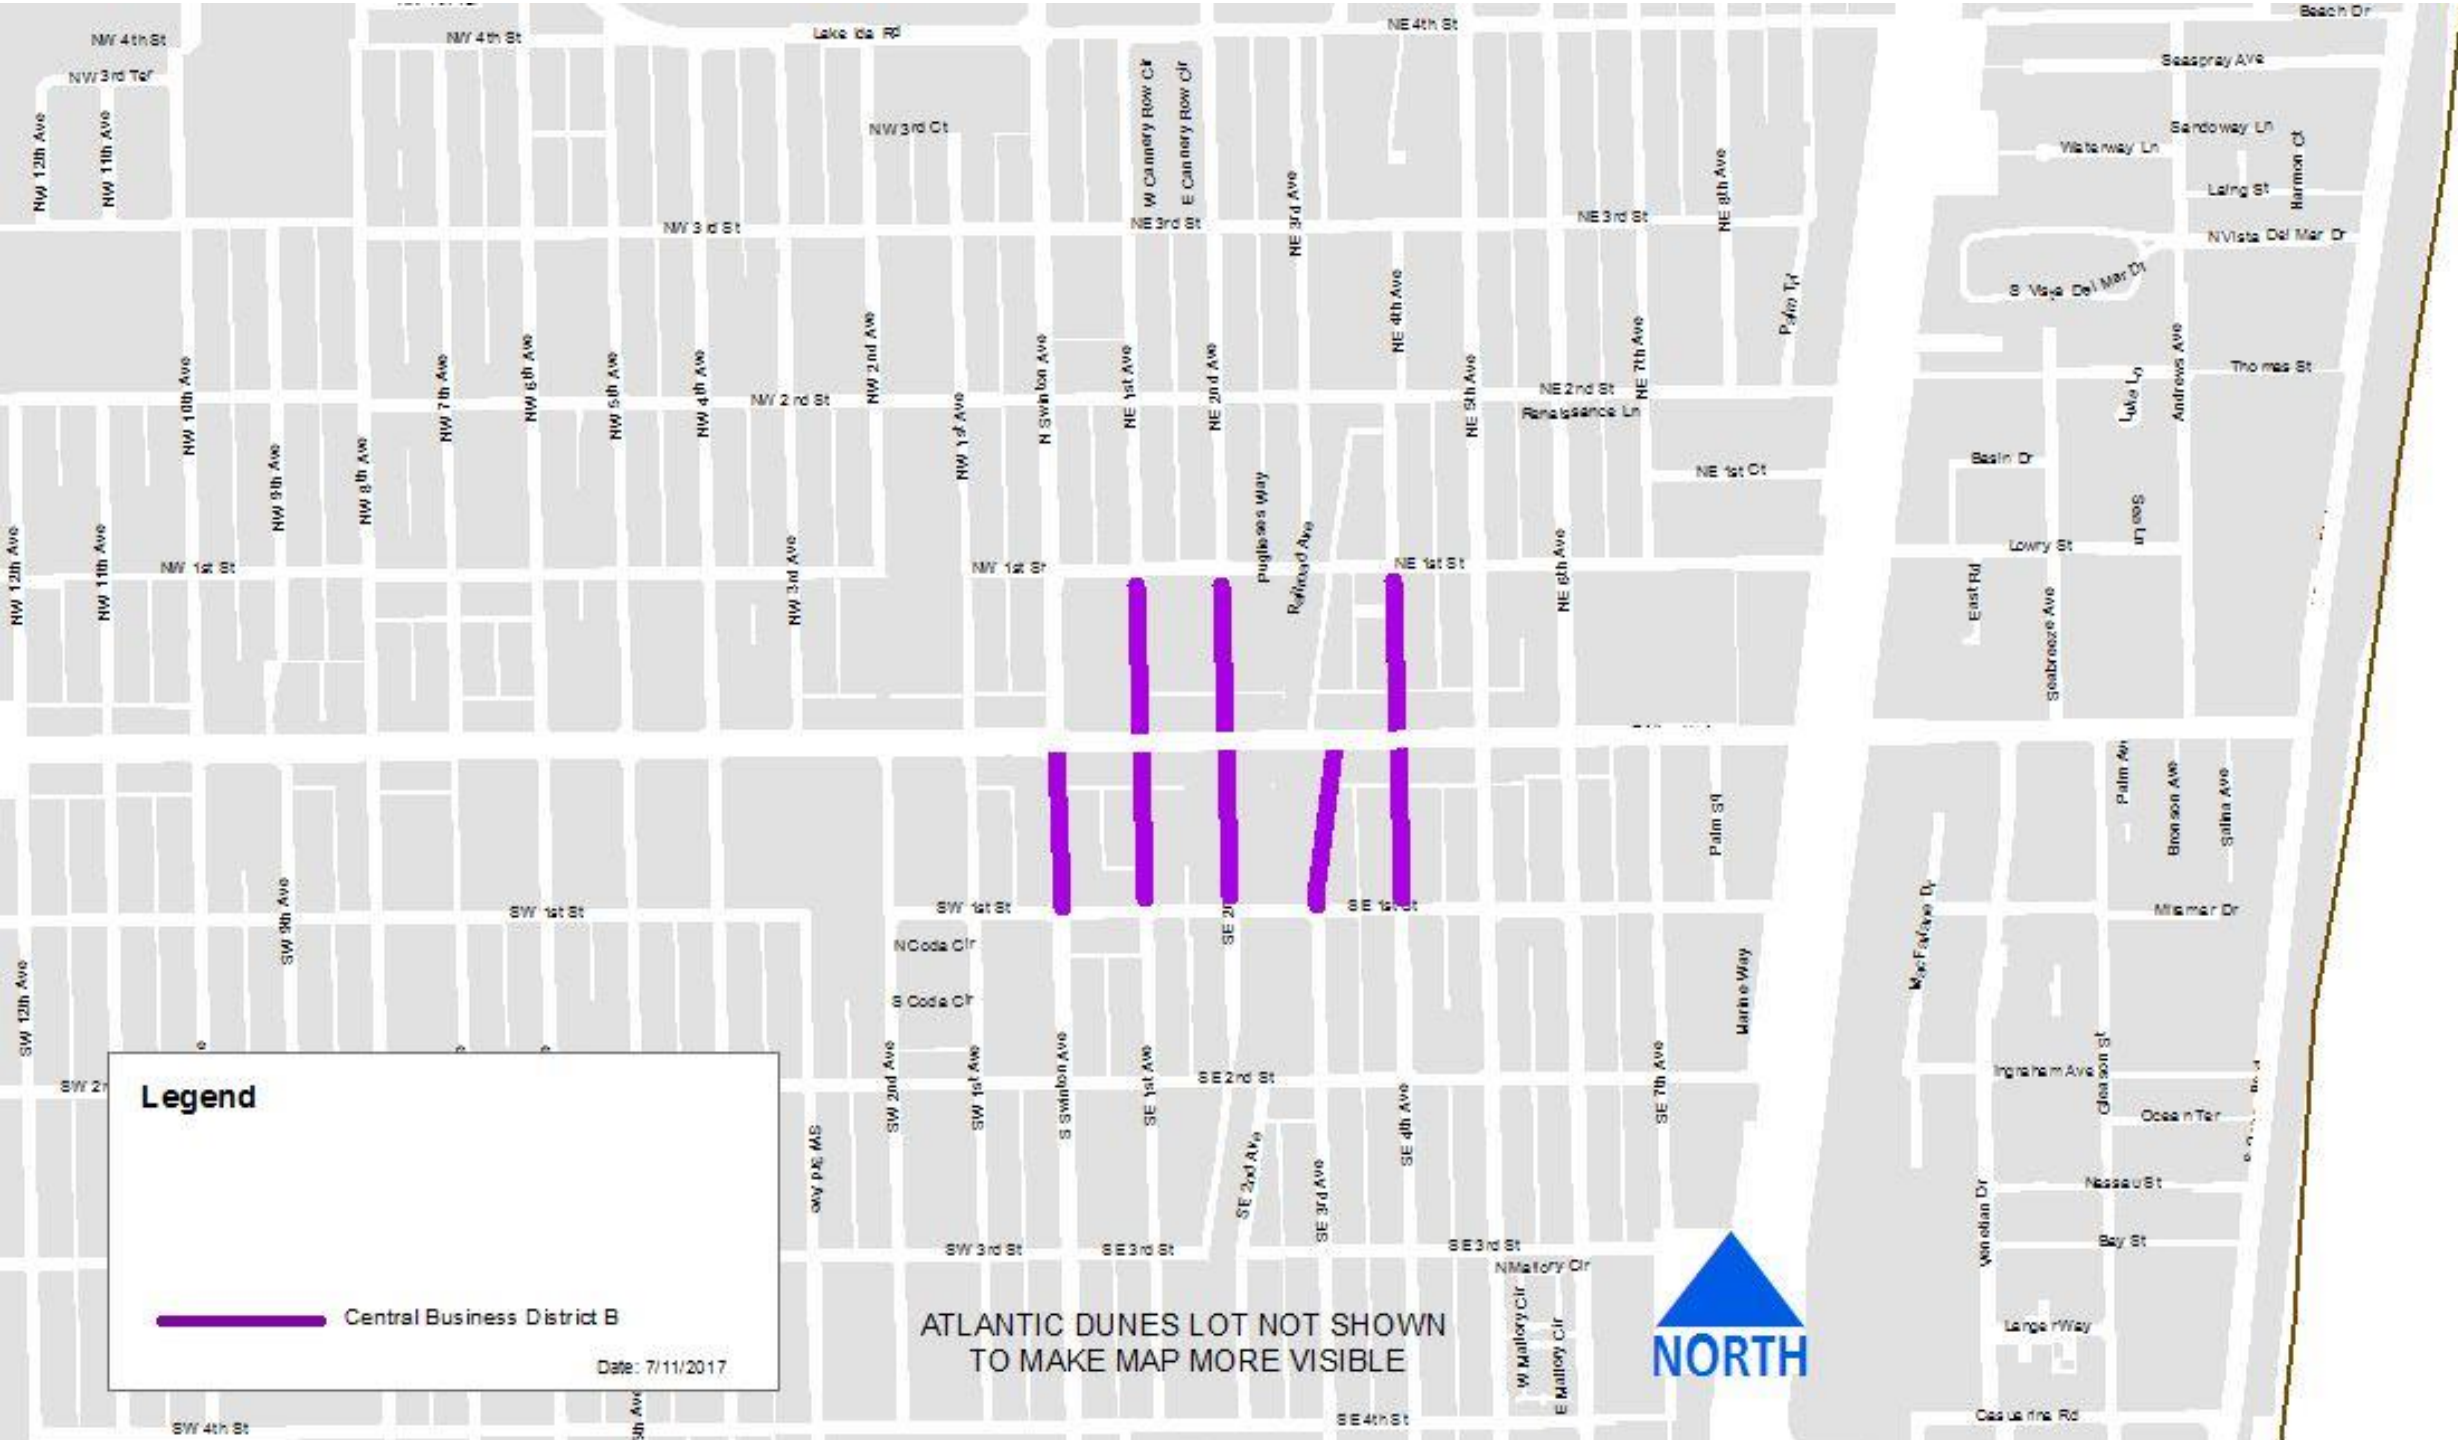 Beach Dr
NE 4th St
Lake Ida Rd
NW 4th St
NW 4th St
Seaspray Ave
NW 3rd Ter
W Cannery Row Cir
E Cannery Row Cir
NW 12th Ave
NW 11th Ave
NW 3rd Ct
Sandoway Ln
Waterway Ln
Harmon Ct
NE 8th Ave
Laing St
NE 3rd Ave
NW 3rd St
NE 3rd St
NE 3rd St
N Vista Del Mar Dr
S Vista Del Mar Dr
NE 4th Ave
Palm Trl
NW 10th Ave
NW 7th Ave
NW 6th Ave
NW 5th Ave
NW 4th Ave
NW 2nd Ave
N Swinton Ave
NE 1st Ave
NE 2nd Ave
NE 5th Ave
NE 7th Ave
Andrews Ave
Thomas St
Luke Ln
NW 2nd St
NE 2nd St
Renaissance Ln
NW 1st Ave
NW 9th Ave
NW 8th Ave
Basin Dr
NE 1st Ct
Puglieses Way
Sea Ln
Railroad Ave
NW 12th Ave
NW 11th Ave
NW 3rd Ave
NE 6th Ave
Lowry St
NW 1st St
NW 1st St
NE 1st St
East Rd
Seabreeze Ave
Palm Av
Bronson Ave
Salina Ave
Palm Sq
SW 9th Ave
SW 1st St
SW 1st St
SE 1st St
SE 2
Miramar Dr
MacFarlane Dr
N Coda Cir
S Coda Cir
SW 12th Ave
Marine Way
SW 2nd Ave
SW 1st Ave
S Swinton Ave
SE 1st Ave
SE 2nd St
SE 4th Ave
SE 7th Ave
Ingraham Ave
Gleason St
Ocean Ter
SW 3rd Ave
SE 2nd Ave
SE 3rd Ave
Venetian Dr
Nassau St
Bay St
SW 3rd St
SE 3rd St
SE 3rd St
N Mallory Cir
W Mallory Cir
E Mallory Cir
Langer Way
Casuarina Rd
SE 4th St
SW 4th St
Legend
Central Business District B
Date: 7/11/2017
ATLANTIC DUNES LOT NOT SHOWN
TO MAKE MAP MORE VISIBLE
NORTH